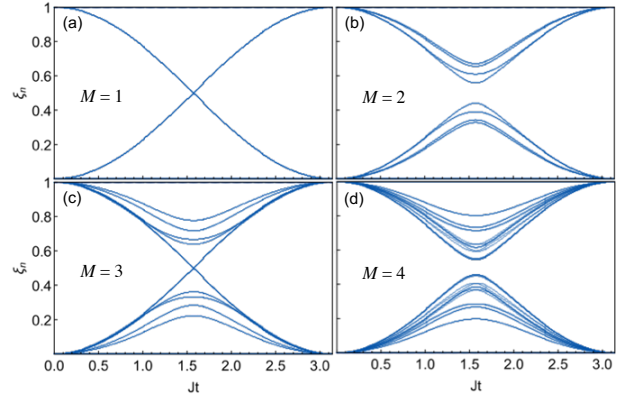 (a)
(b)
1
0.8
0.6
0.4
0.2
ξn
M = 1
M = 2
(c)
(d)
1
0.8
0.6
0.4
0.2
ξn
M = 3
M = 4
0.0 0.5 1.0 1.5 2.0 2.5 3.0
0.5 1.0 1.5 2.0 2.5 3.0
Jt
Jt